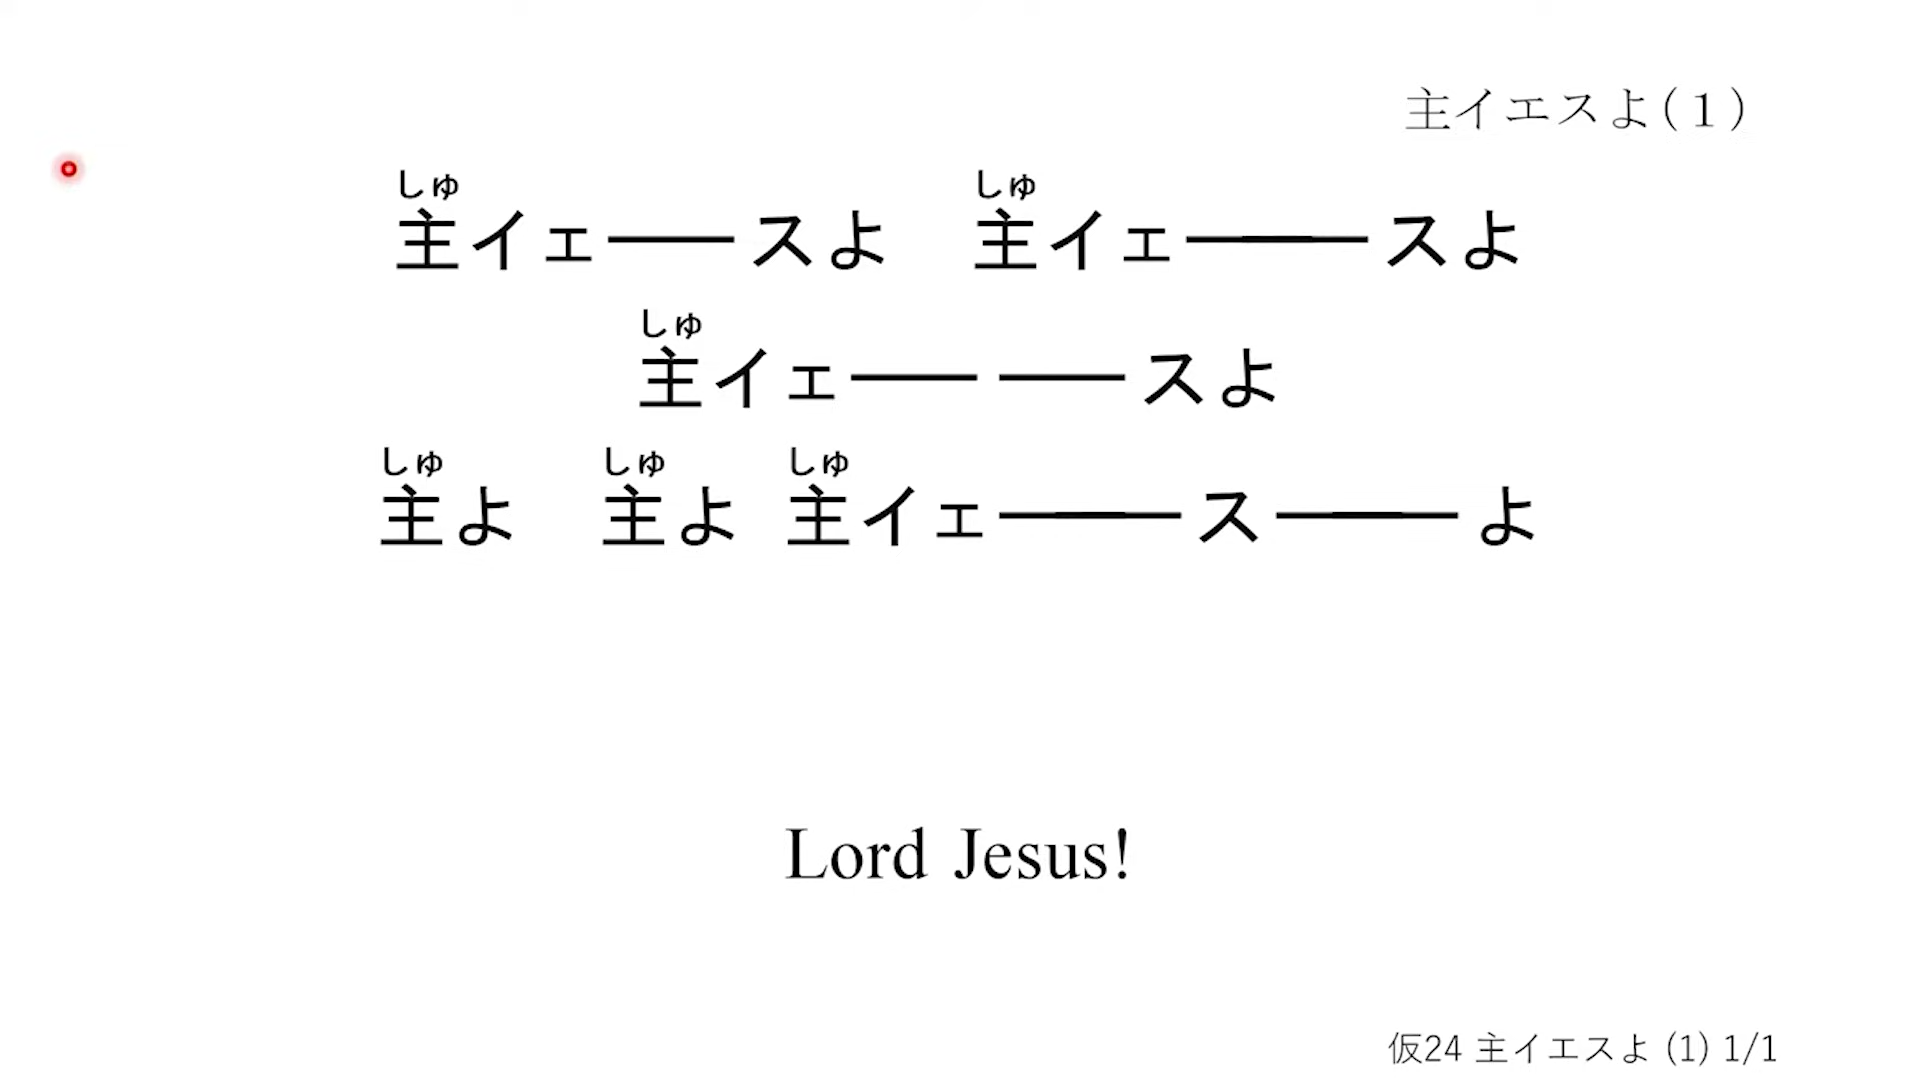 主イエスよ(1)
しゅ しゅ
主イェ――スよ 主イェ―――スよ
しゅ
主イェ―― ――スよ
しゅ しゅ しゅ
主よ 主よ 主イェ―――ス―――よ
Lord Jesus!
仮24 主イエスよ (1) 1/1